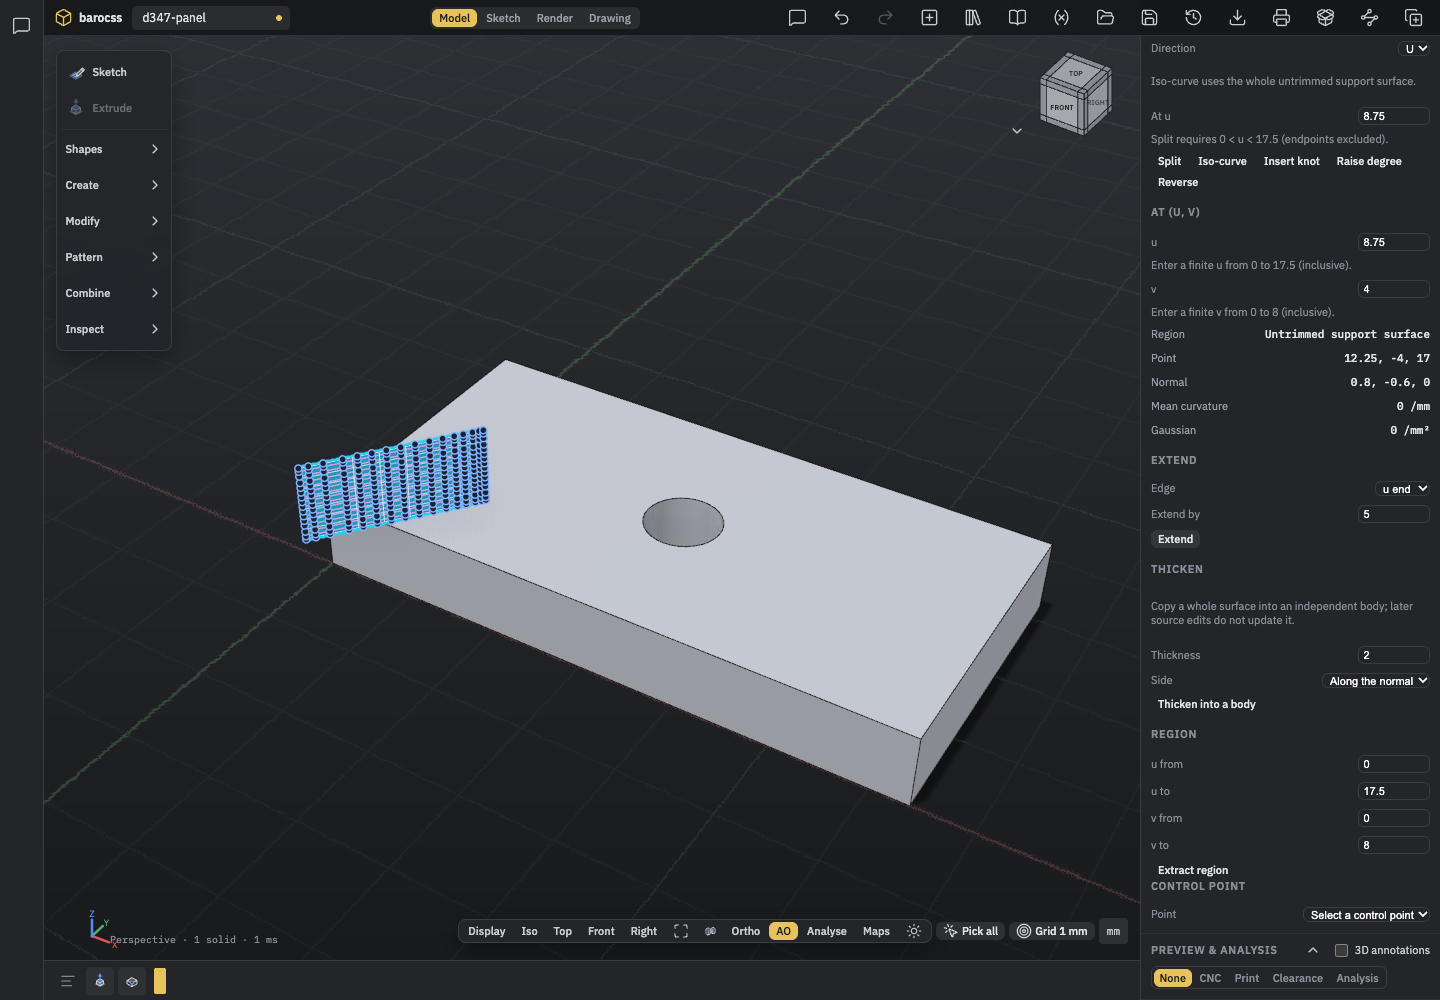 barocss
d347-panel
Model
Sketch
Render
Drawing
Sketch
Extrude
Shapes
Create
Modify
Pattern
Combine
Inspect
TOP
FRONT
RIGHT
Direction
U
Iso-curve uses the whole untrimmed support surface.
At u
8.75
Split requires 0 < u < 17.5 (endpoints excluded).
Split
Iso-curve
Insert knot
Raise degree
Reverse
AT (U, V)
u
8.75
Enter a finite u from 0 to 17.5 (inclusive).
v
4
Enter a finite v from 0 to 8 (inclusive).
Region
Untrimmed support surface
Point
12.25, -4, 17
Normal
0.8, -0.6, 0
Mean curvature
0 /mm
Gaussian
0 /mm²
EXTEND
Edge
u end
Extend by
5
Extend
THICKEN
Copy a whole surface into an independent body; later
source edits do not update it.
Thickness
2
Side
Along the normal
Thicken into a body
REGION
u from
0
u to
17.5
v from
0
v to
8
Extract region
CONTROL POINT
Point
Select a control point
PREVIEW & ANALYSIS
3D annotations
None
CNC
Print
Clearance
Analysis
Z
Y
X
Perspective · 1 solid · 1 ms
Display
Iso
Top
Front
Right
Ortho
AO
Analyse
Maps
Pick all
Grid 1 mm
mm